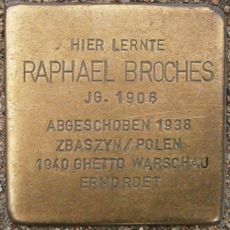 HIER LERNTE
RAPHAEL BROCHES
JG. 1906
ABGESCHOBEN 1938
ZBASZYN/POLEN
1940 GHETTO WARSCHAU
ERMORDET